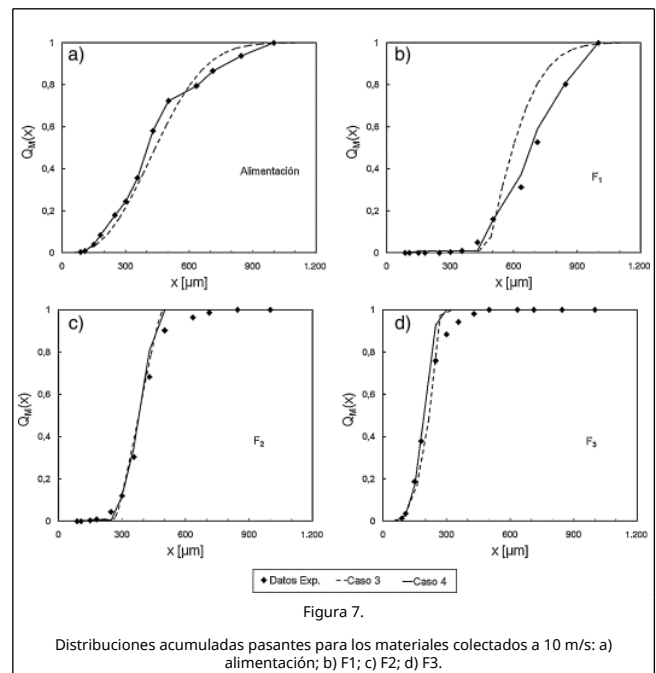 a)
Q_M(x)
1
0,8
0,6
0,4
0,2
0
0 300 600 900 1.200
x [µm]
Alimentación
b)
Q_M(x)
1
0,8
0,6
0,4
0,2
0
0 300 600 900 1.200
x [µm]
F1
c)
Q_M(x)
1
0,8
0,6
0,4
0,2
0
0 300 600 900 1.200
x [µm]
F2
d)
Q_M(x)
1
0,8
0,6
0,4
0,2
0
0 300 600 900 1.200
x [µm]
F3
Datos Exp. Caso 3 Caso 4
Figura 7.
Distribuciones acumuladas pasantes para los materiales colectados a 10 m/s: a)
alimentación; b) F1; c) F2; d) F3.